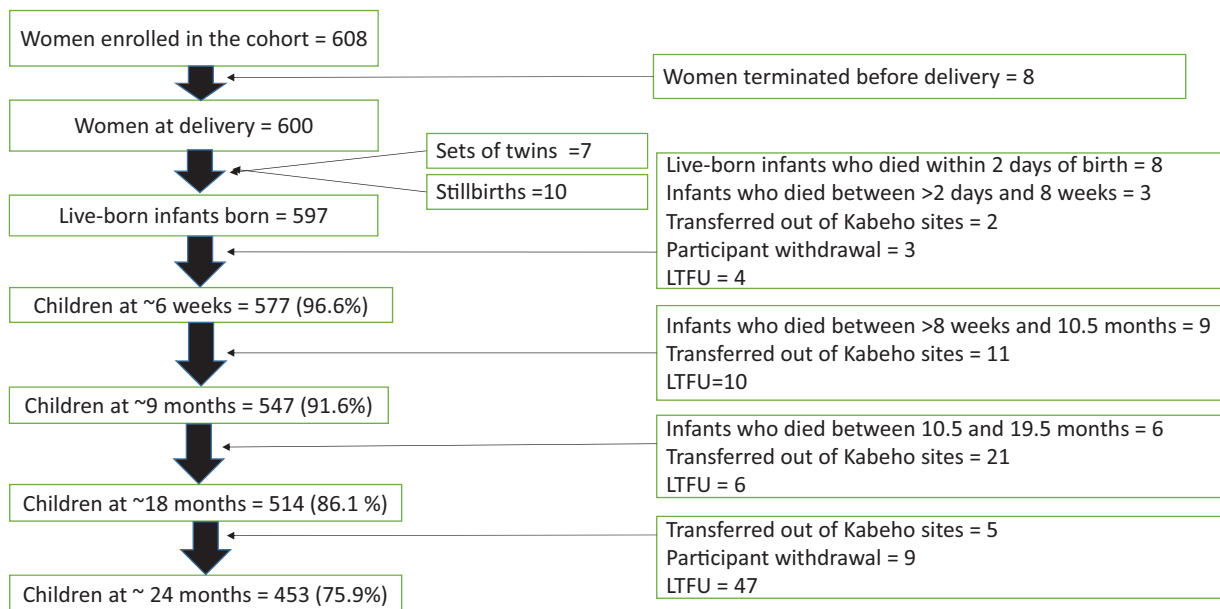 Women enrolled in the cohort = 608
Women terminated before delivery = 8
Women at delivery = 600
Sets of twins =7
Stillbirths =10
Live-born infants born = 597
Live-born infants who died within 2 days of birth = 8
Infants who died between >2 days and 8 weeks = 3
Transferred out of Kabeho sites = 2
Participant withdrawal = 3
LTFU = 4
Children at ~6 weeks = 577 (96.6%)
Infants who died between >8 weeks and 10.5 months = 9
Transferred out of Kabeho sites = 11
LTFU=10
Children at ~9 months = 547 (91.6%)
Infants who died between 10.5 and 19.5 months = 6
Transferred out of Kabeho sites = 21
LTFU = 6
Children at ~18 months = 514 (86.1 %)
Transferred out of Kabeho sites = 5
Participant withdrawal = 9
LTFU = 47
Children at ~ 24 months = 453 (75.9%)